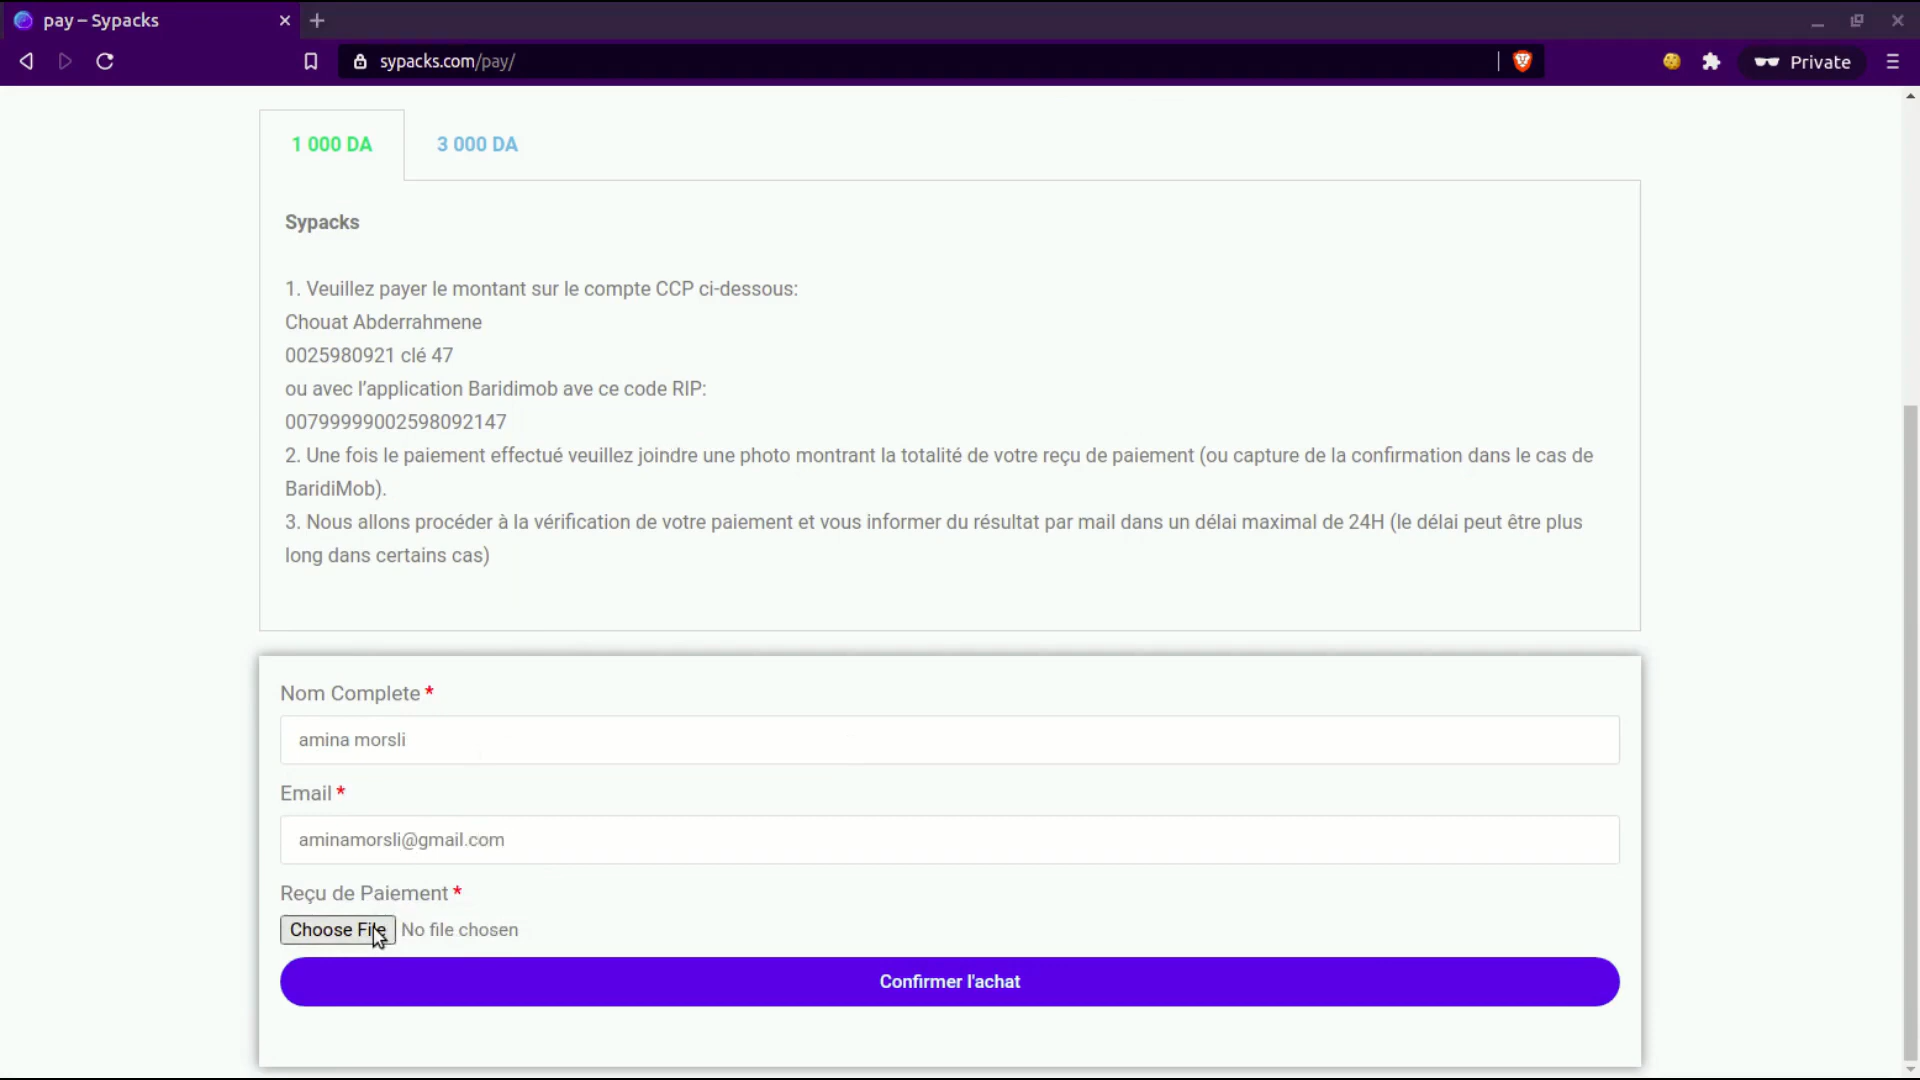 pay – Sypacks
sypacks.com/pay/
Private
1 000 DA
3 000 DA
Sypacks
1. Veuillez payer le montant sur le compte CCP ci-dessous:
Chouat Abderrahmene
0025980921 clé 47
ou avec l’application Baridimob ave ce code RIP:
00799999002598092147
2. Une fois le paiement effectué veuillez joindre une photo montrant la totalité de votre reçu de paiement (ou capture de la confirmation dans le cas de
BaridiMob).
3. Nous allons procéder à la vérification de votre paiement et vous informer du résultat par mail dans un délai maximal de 24H (le délai peut être plus
long dans certains cas)
Nom Complete *
amina morsli
Email *
aminamorsli@gmail.com
Reçu de Paiement *
Choose File No file chosen
Confirmer l'achat